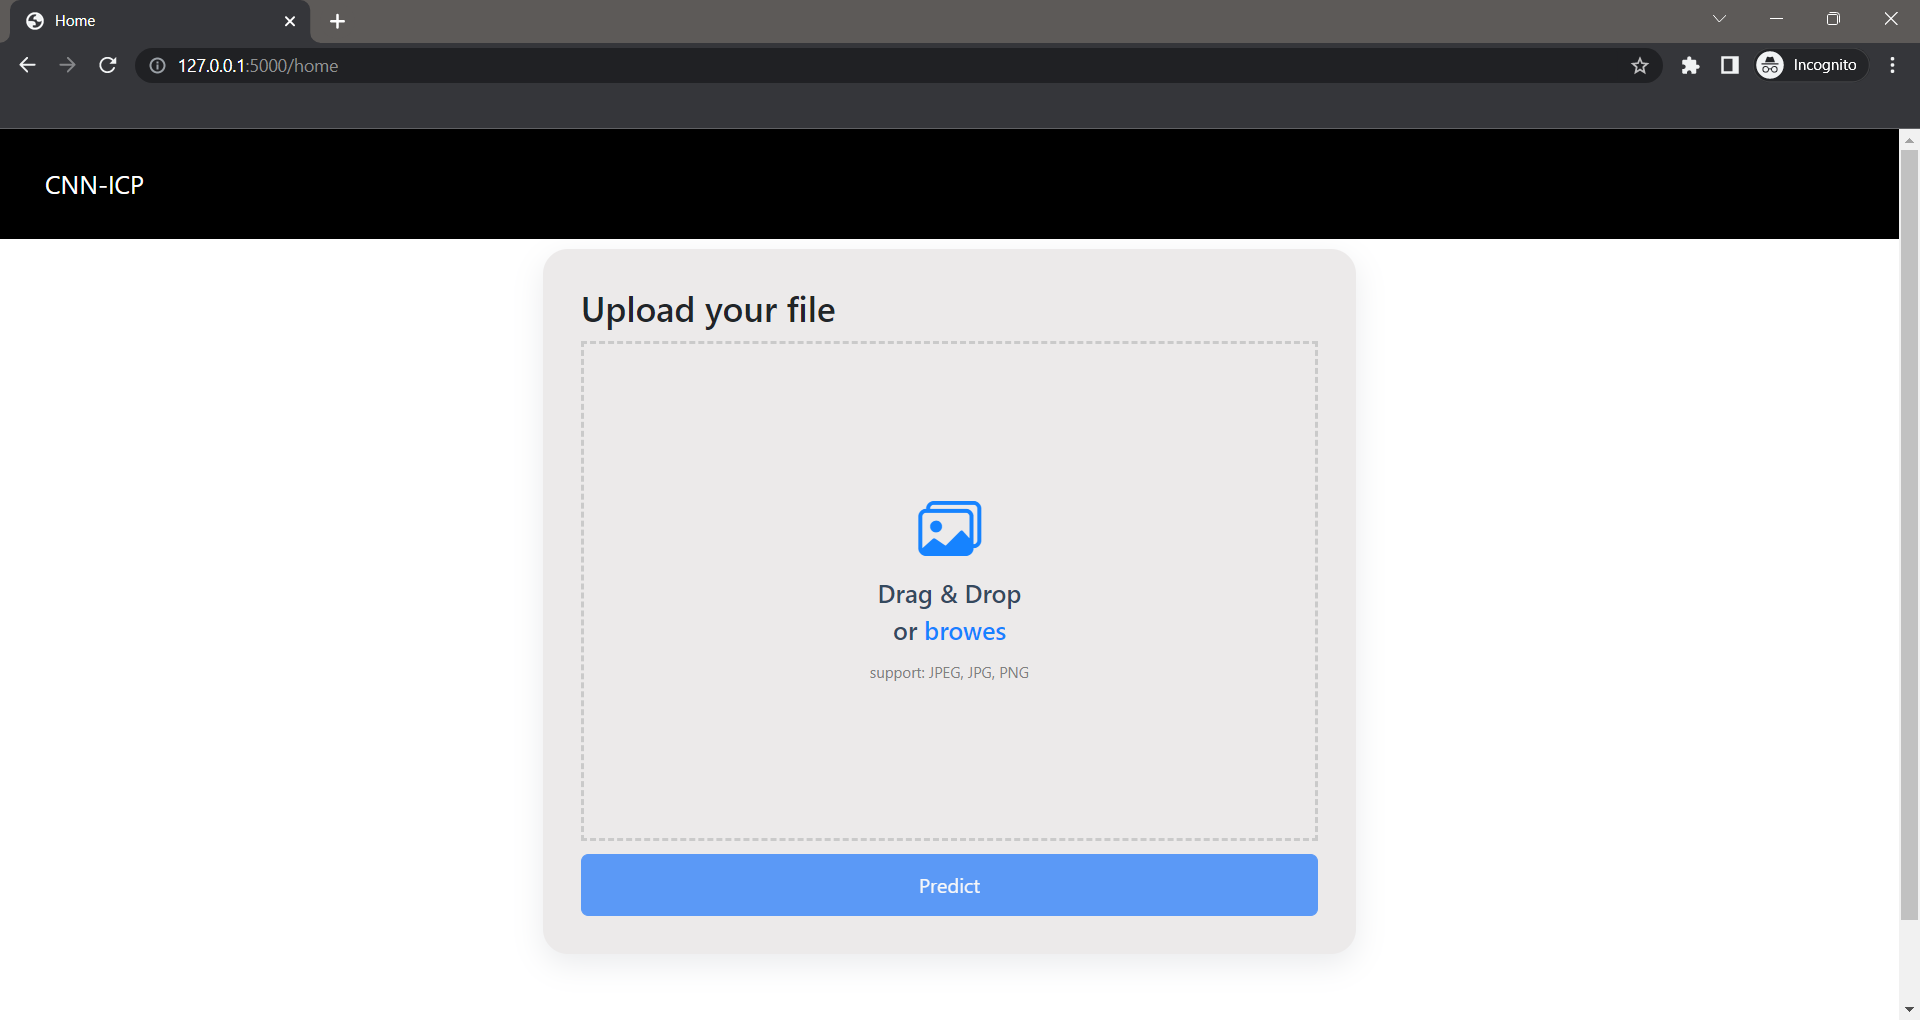 Home
127.0.0.1:5000/home
Incognito
CNN-ICP
Upload your file
Drag & Drop
or browes
support: JPEG, JPG, PNG
Predict